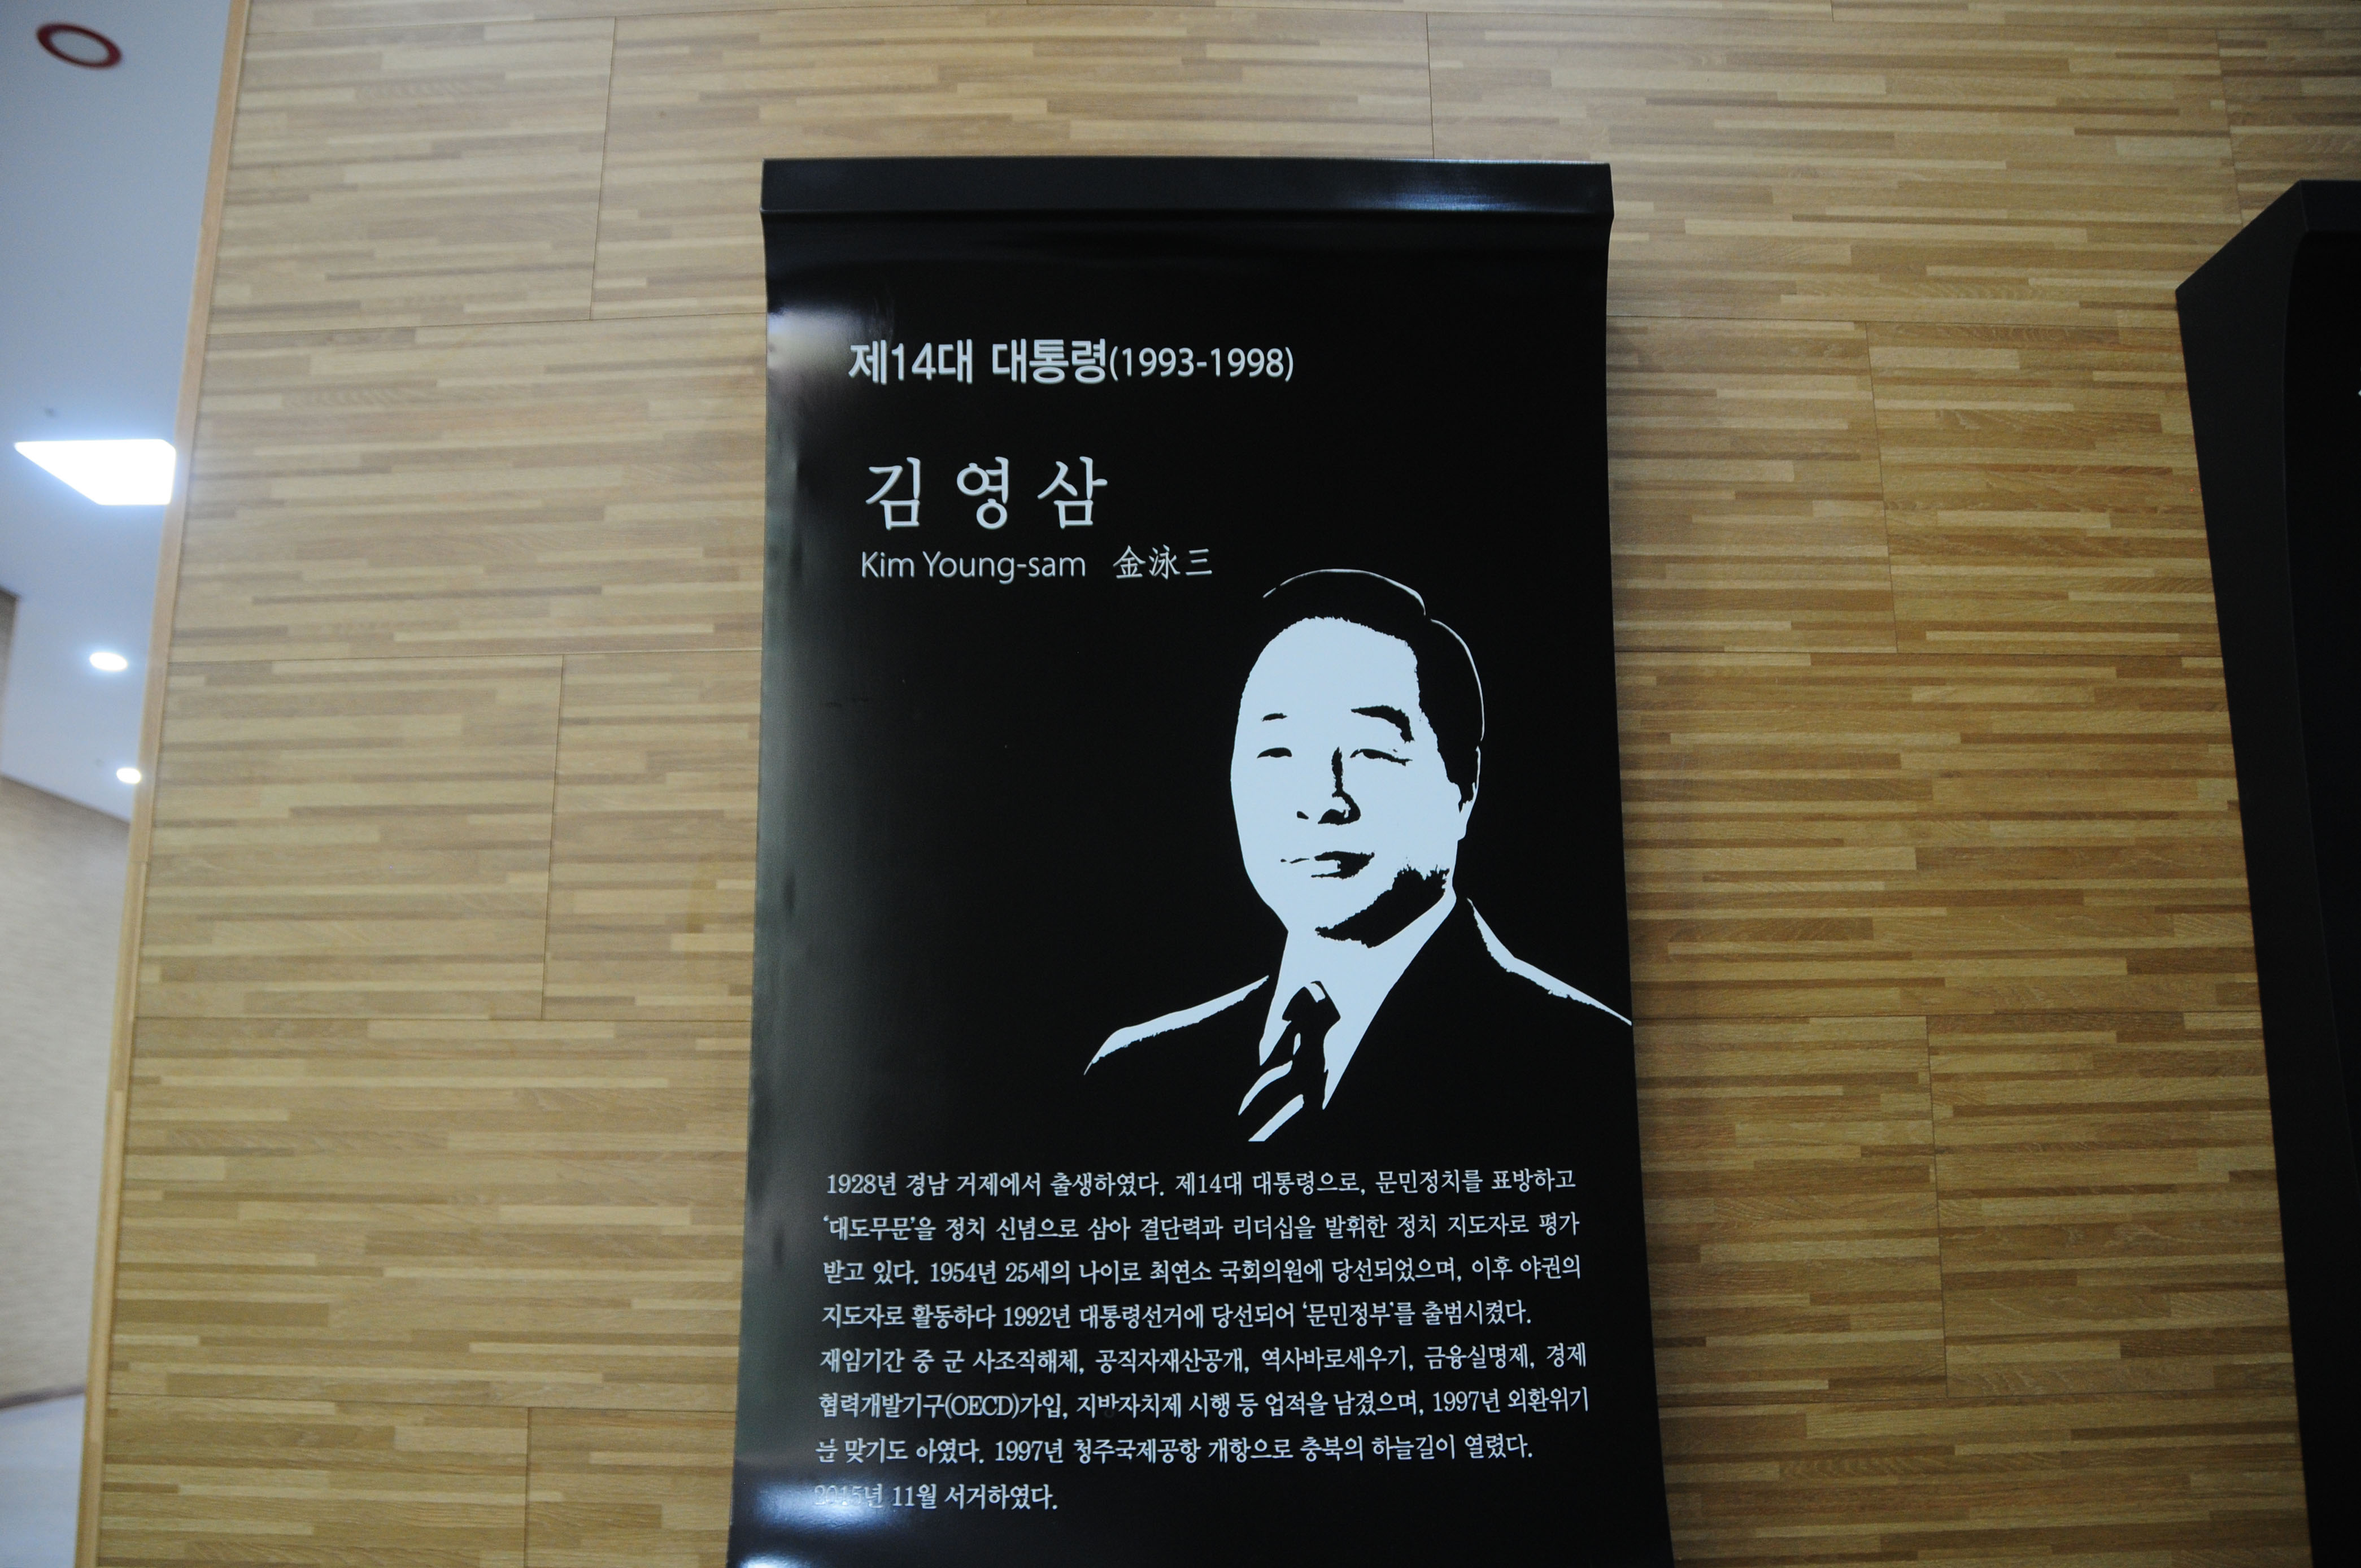 제14대 대통령(1993-1998)
김영삼
Kim Young-sam 金泳三
1928년 경남 거제에서 출생하였다. 제14대 대통령으로, 문민정치를 표방하고
‘대도무문’을 정치 신념으로 삼아 결단력과 리더십을 발휘한 정치 지도자로 평가
받고 있다. 1954년 25세의 나이로 최연소 국회의원에 당선되었으며, 이후 야권의
지도자로 활동하다 1992년 대통령선거에 당선되어 ‘문민정부’를 출범시켰다.
재임기간 중 군 사조직해체, 공직자재산공개, 역사바로세우기, 금융실명제, 경제
협력개발기구(OECD)가입, 지방자치제 시행 등 업적을 남겼으며, 1997년 외환위기
를 맞기도 하였다. 1997년 청주국제공항 개항으로 충북의 하늘길이 열렸다.
2015년 11월 서거하였다.